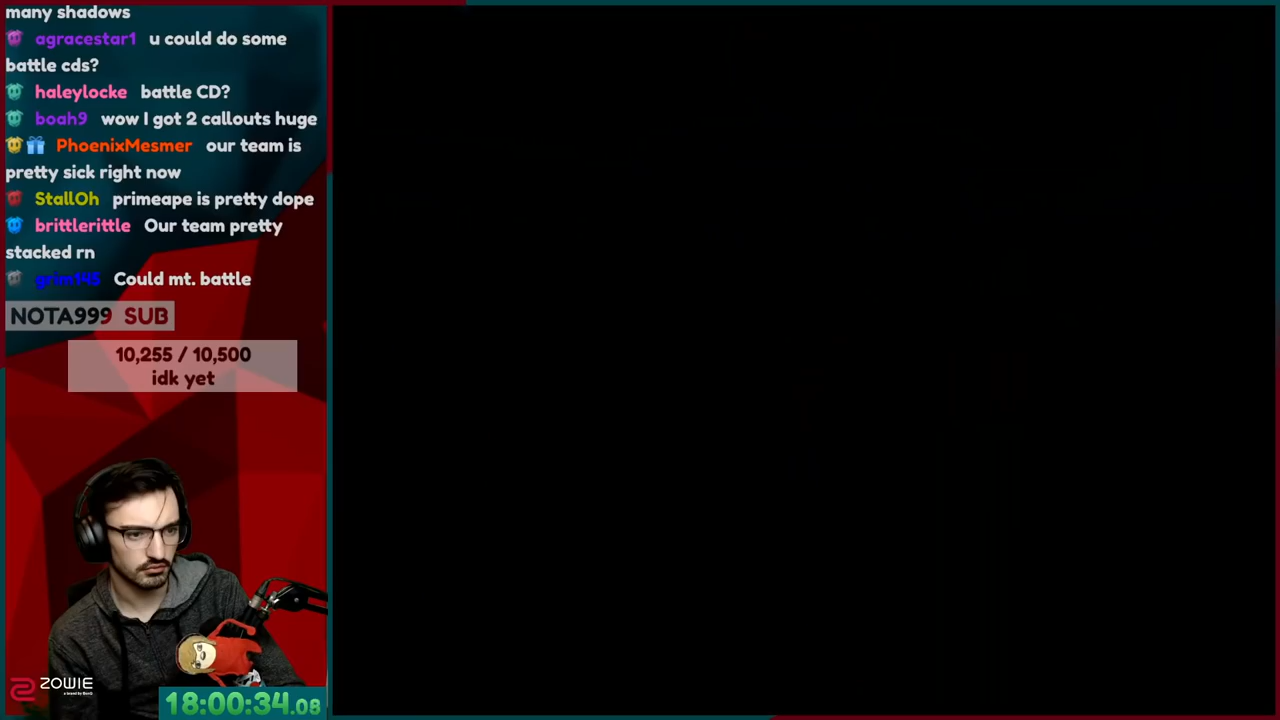 many shadows
agracestar1 u could do some
battle cds?
haleylocke battle CD?
boah9 wow I got 2 callouts huge
PhoenixMesmer our team is
pretty sick right now
StallOh primeape is pretty dope
brittlerittle Our team pretty
stacked rn
grim145 Could mt. battle
NOTA999 SUB
10,255 / 10,500
idk yet
ZOWIE
18:00:34.08